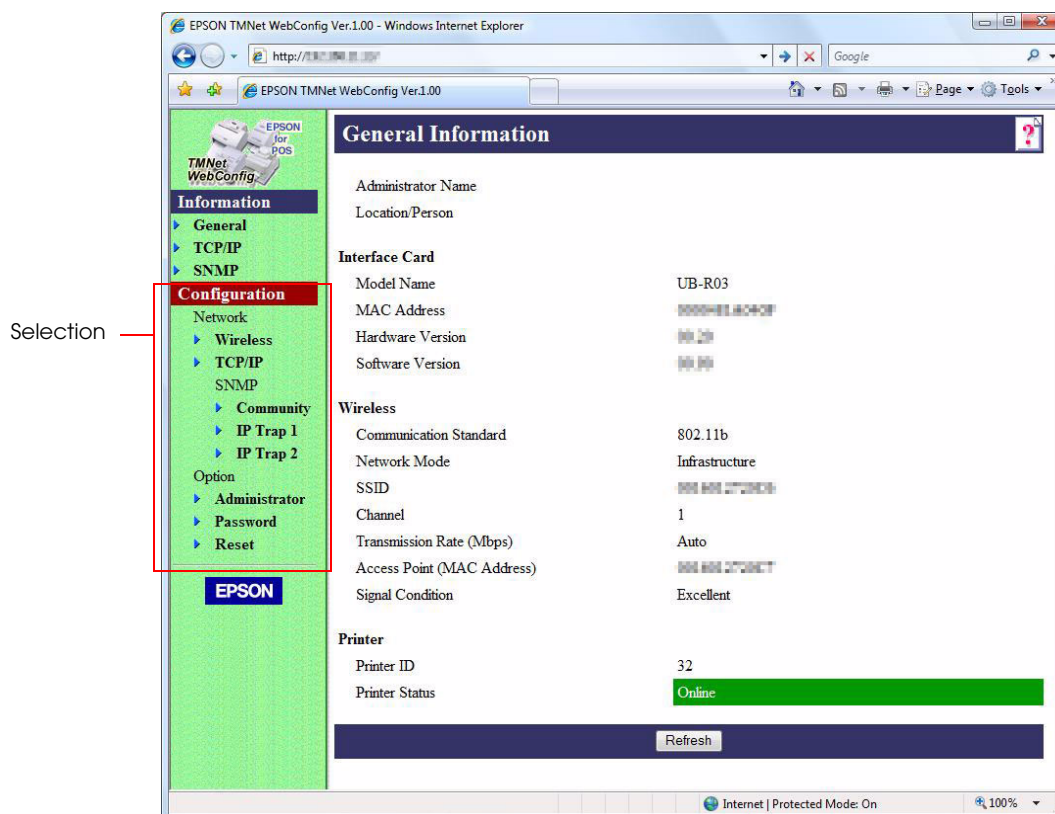 EPSON TMNet WebConfig Ver.1.00 - Windows Internet Explorer
http://
Google
EPSON TMNet WebConfig Ver.1.00
Page
Tools
EPSON
for
POS
TMNet
WebConfig
Information
General
TCP/IP
SNMP
Selection
Configuration
Network
Wireless
TCP/IP
SNMP
Community
IP Trap 1
IP Trap 2
Option
Administrator
Password
Reset
EPSON
General Information
?
Administrator Name
Location/Person
Interface Card
Model Name UB-R03
MAC Address
Hardware Version
Software Version
Wireless
Communication Standard 802.11b
Network Mode Infrastructure
SSID
Channel 1
Transmission Rate (Mbps) Auto
Access Point (MAC Address)
Signal Condition Excellent
Printer
Printer ID 32
Printer Status Online
Refresh
Internet | Protected Mode: On
100%